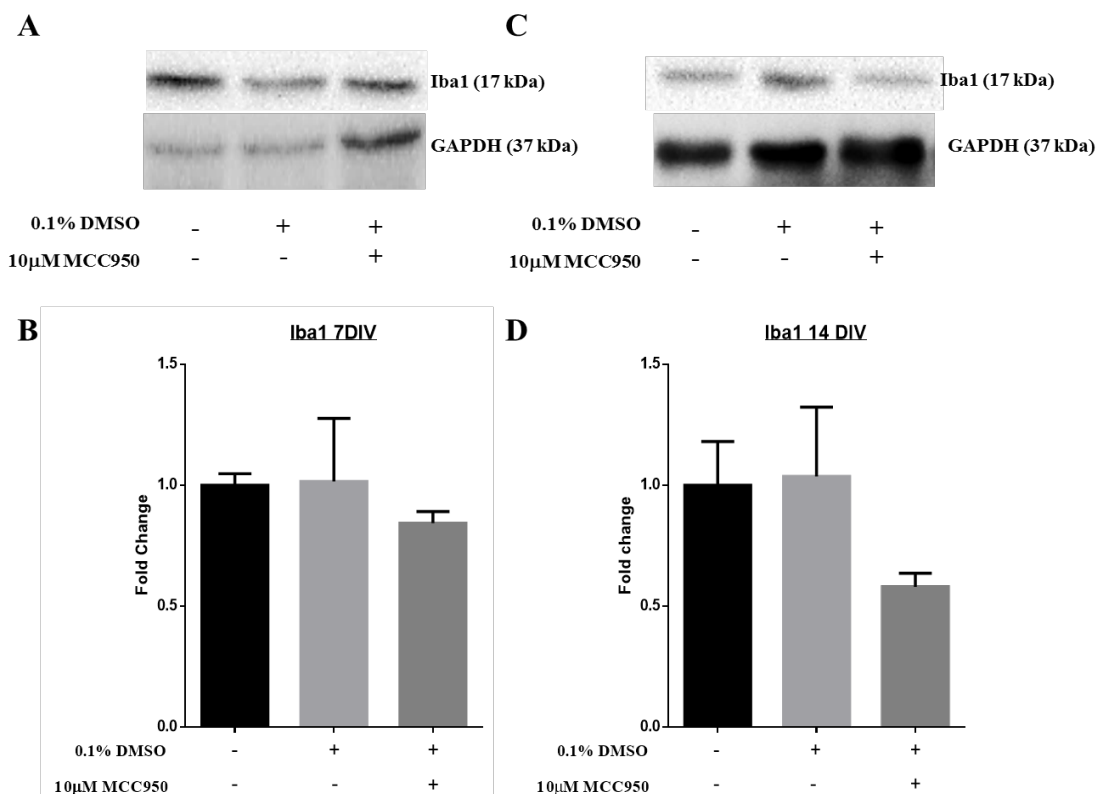 A
Iba1 (17 kDa)
GAPDH (37 kDa)
0.1% DMSO - + +
10μM MCC950 - - +
C
Iba1 (17 kDa)
GAPDH (37 kDa)
0.1% DMSO - + +
10μM MCC950 - - +
B
Iba1 7DIV
Fold Change
1.5
1.0
0.5
0.0
0.1% DMSO - + +
10μM MCC950 - - +
D
Iba1 14 DIV
Fold change
1.5
1.0
0.5
0.0
0.1% DMSO - + +
10μM MCC950 - - +